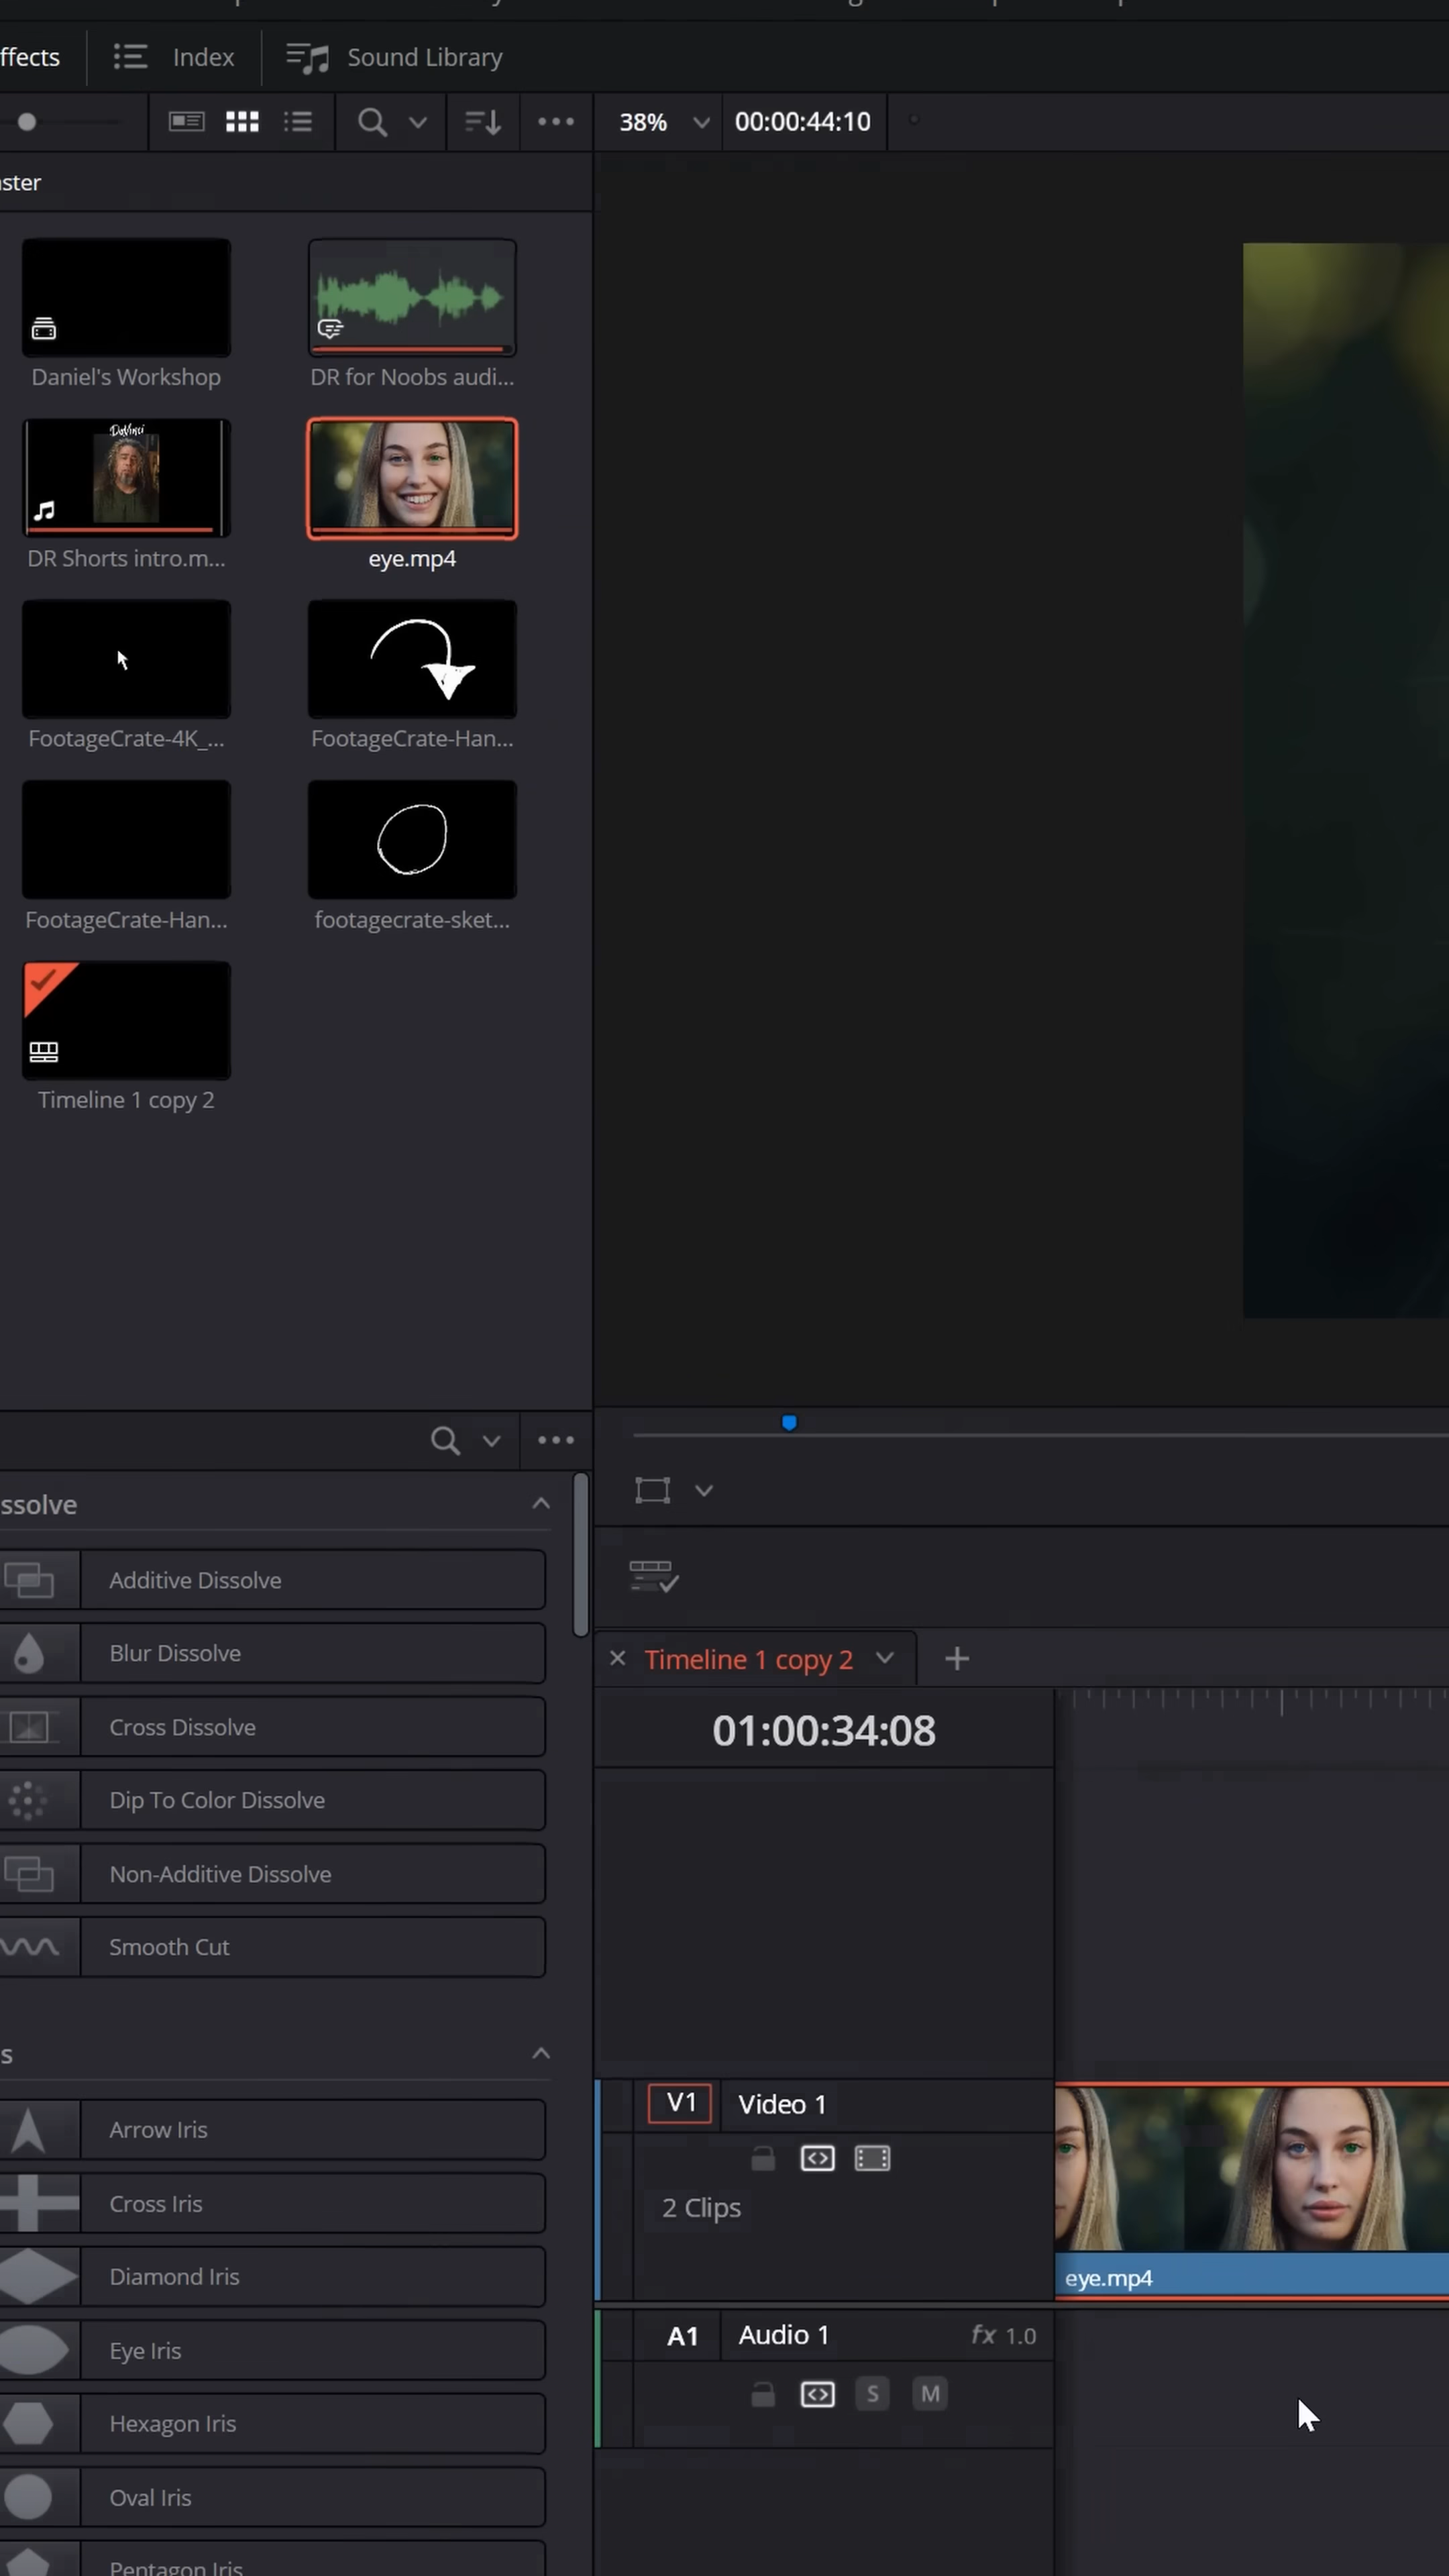 ffects
Index
Sound Library
38%
00:00:44:10
aster
Daniel's Workshop
DR for Noobs audi...
DaVinci
DR Shorts intro.m...
eye.mp4
FootageCrate-4K_...
FootageCrate-Han...
FootageCrate-Han...
footagecrate-sket...
Timeline 1 copy 2
ssolve
Additive Dissolve
Blur Dissolve
Cross Dissolve
Dip To Color Dissolve
Non-Additive Dissolve
Smooth Cut
s
Arrow Iris
Cross Iris
Diamond Iris
Eye Iris
Hexagon Iris
Oval Iris
Pentagon Iris
Timeline 1 copy 2
01:00:34:08
V1 Video 1
2 Clips
eye.mp4
A1 Audio 1 fx 1.0
S M